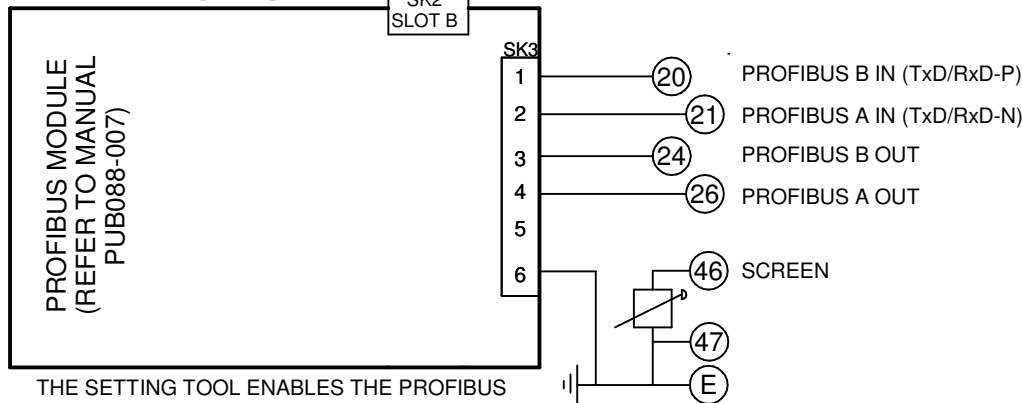 SK2
SLOT B
PROFIBUS MODULE
(REFER TO MANUAL
PUB088-007)
SK3
1
2
3
4
5
6
20 PROFIBUS B IN (TxD/RxD-P)
21 PROFIBUS A IN (TxD/RxD-N)
24 PROFIBUS B OUT
26 PROFIBUS A OUT
46 SCREEN
47
E
THE SETTING TOOL ENABLES THE PROFIBUS